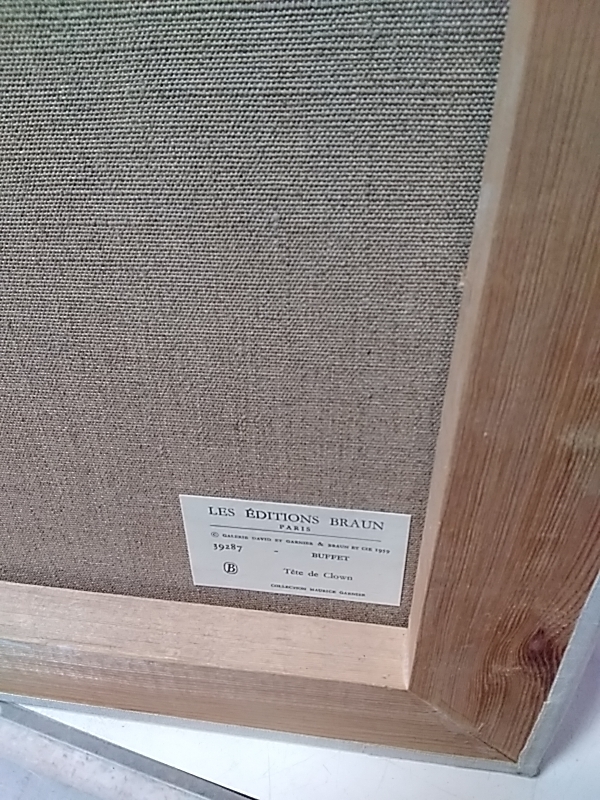 LES ÉDITIONS BRAUN
PARIS
© GALERIE DAVID ET GARNIER & BRAUN ET CIE 1959
39287 - BUFFET
B Tête de Clown
COLLECTION MAURICE GARNIER